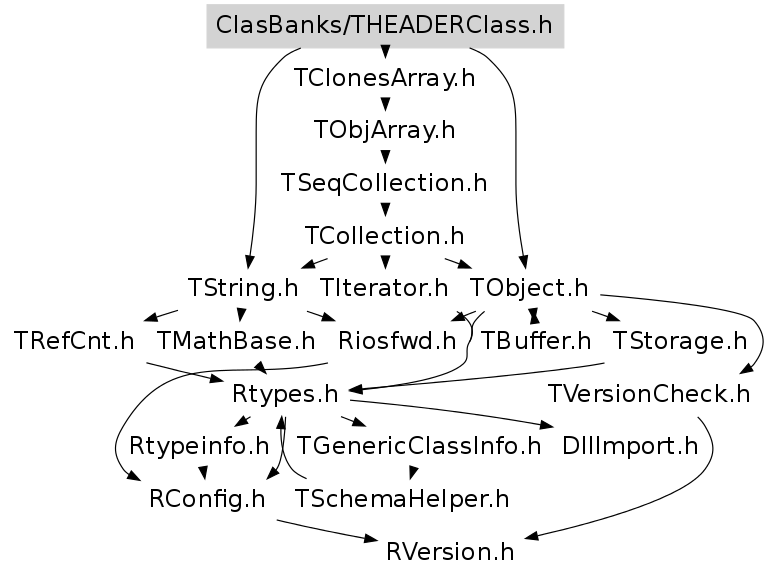 ClasBanks/THEADERClass.h
TClonesArray.h
TObjArray.h
TSeqCollection.h
TCollection.h
TString.h TIterator.h TObject.h
TRefCnt.h TMathBase.h Riosfwd.h TBuffer.h TStorage.h
Rtypes.h TVersionCheck.h
Rtypeinfo.h TGenericClassInfo.h DllImport.h
RConfig.h TSchemaHelper.h
RVersion.h